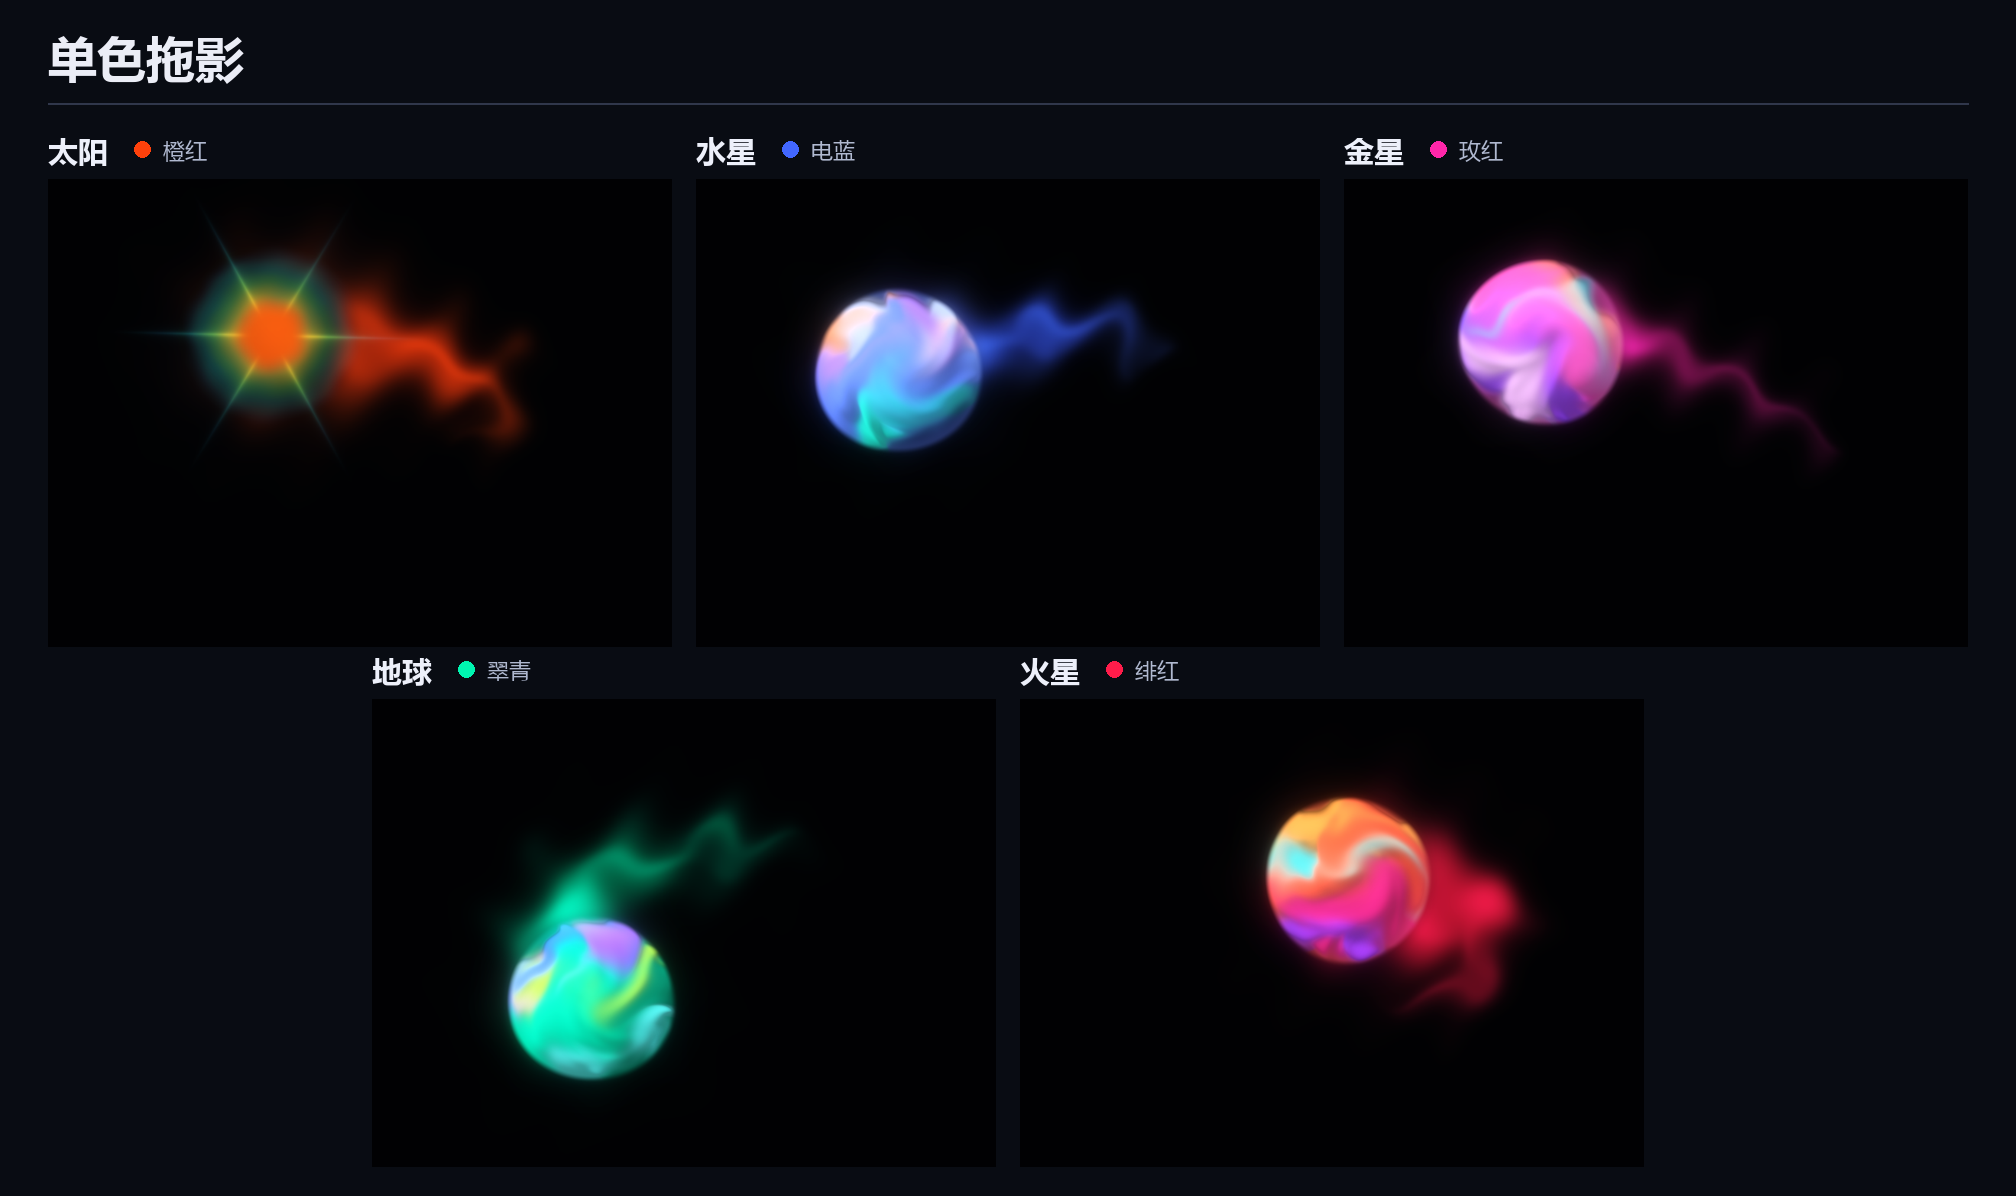 单色拖影
太阳 橙红
水星 电蓝
金星 玫红
地球 翠青
火星 绯红